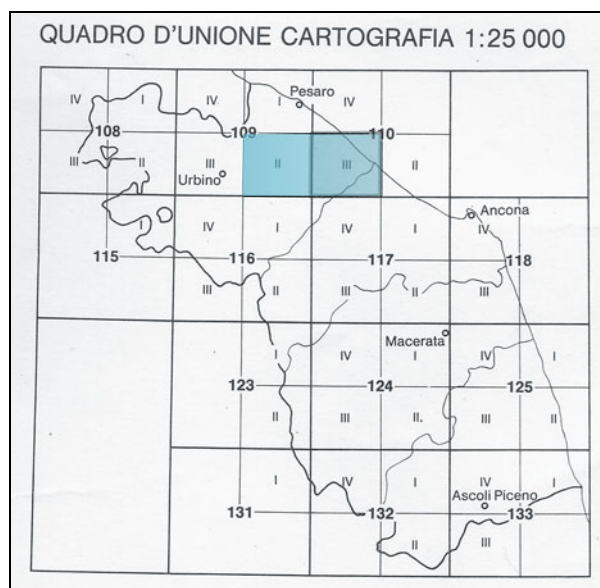 QUADRO D'UNIONE CARTOGRAFIA 1:25 000
IV I IV I Pesaro IV
108 109 110
III II III II III II
Urbino
I IV I IV I Ancona IV
115 116 117 118
III II III II III
I IV Macerata I IV I
123 124 125
II III II. III II
I IV I IV I
Ascoli Piceno
131 132 133
II III